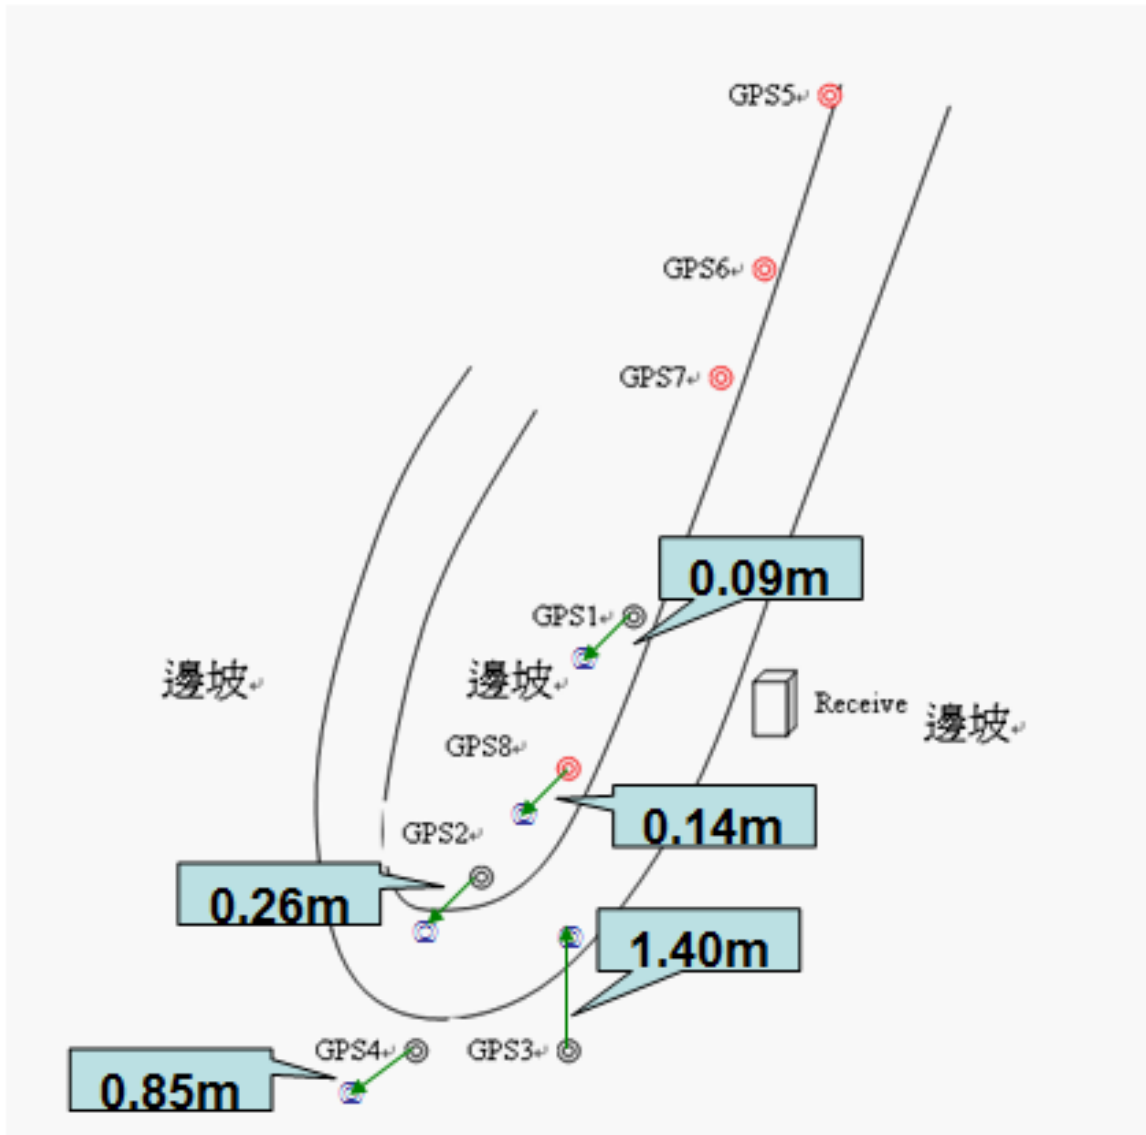 GPS5↵
GPS6↵
GPS7↵
0.09m
GPS1↵
邊坡↵
邊坡↵
Receive
邊坡↵
GPS8↵
0.14m
GPS2↵
0.26m
1.40m
GPS4↵
GPS3↵
0.85m